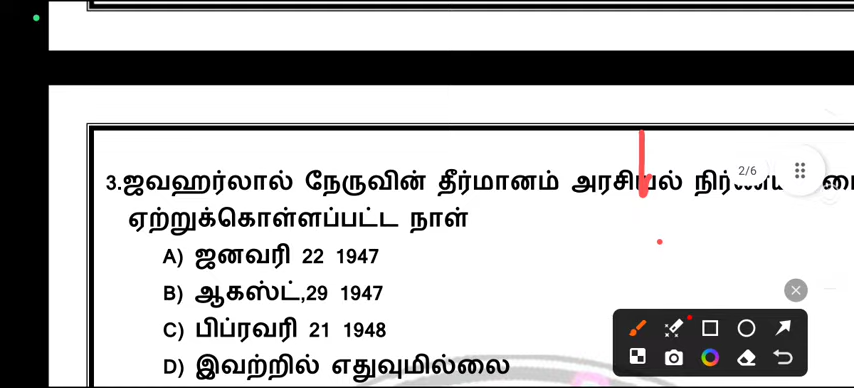 3.ஜவஹர்லால் நேருவின் தீர்மானம் அரசியல்
ஏற்றுக்கொள்ளப்பட்ட நாள்
A) ஜனவரி 22 1947
B) ஆகஸ்ட்,29 1947
C) பிப்ரவரி 21 1948
D) இவற்றில் எதுவுமில்லை
2/6